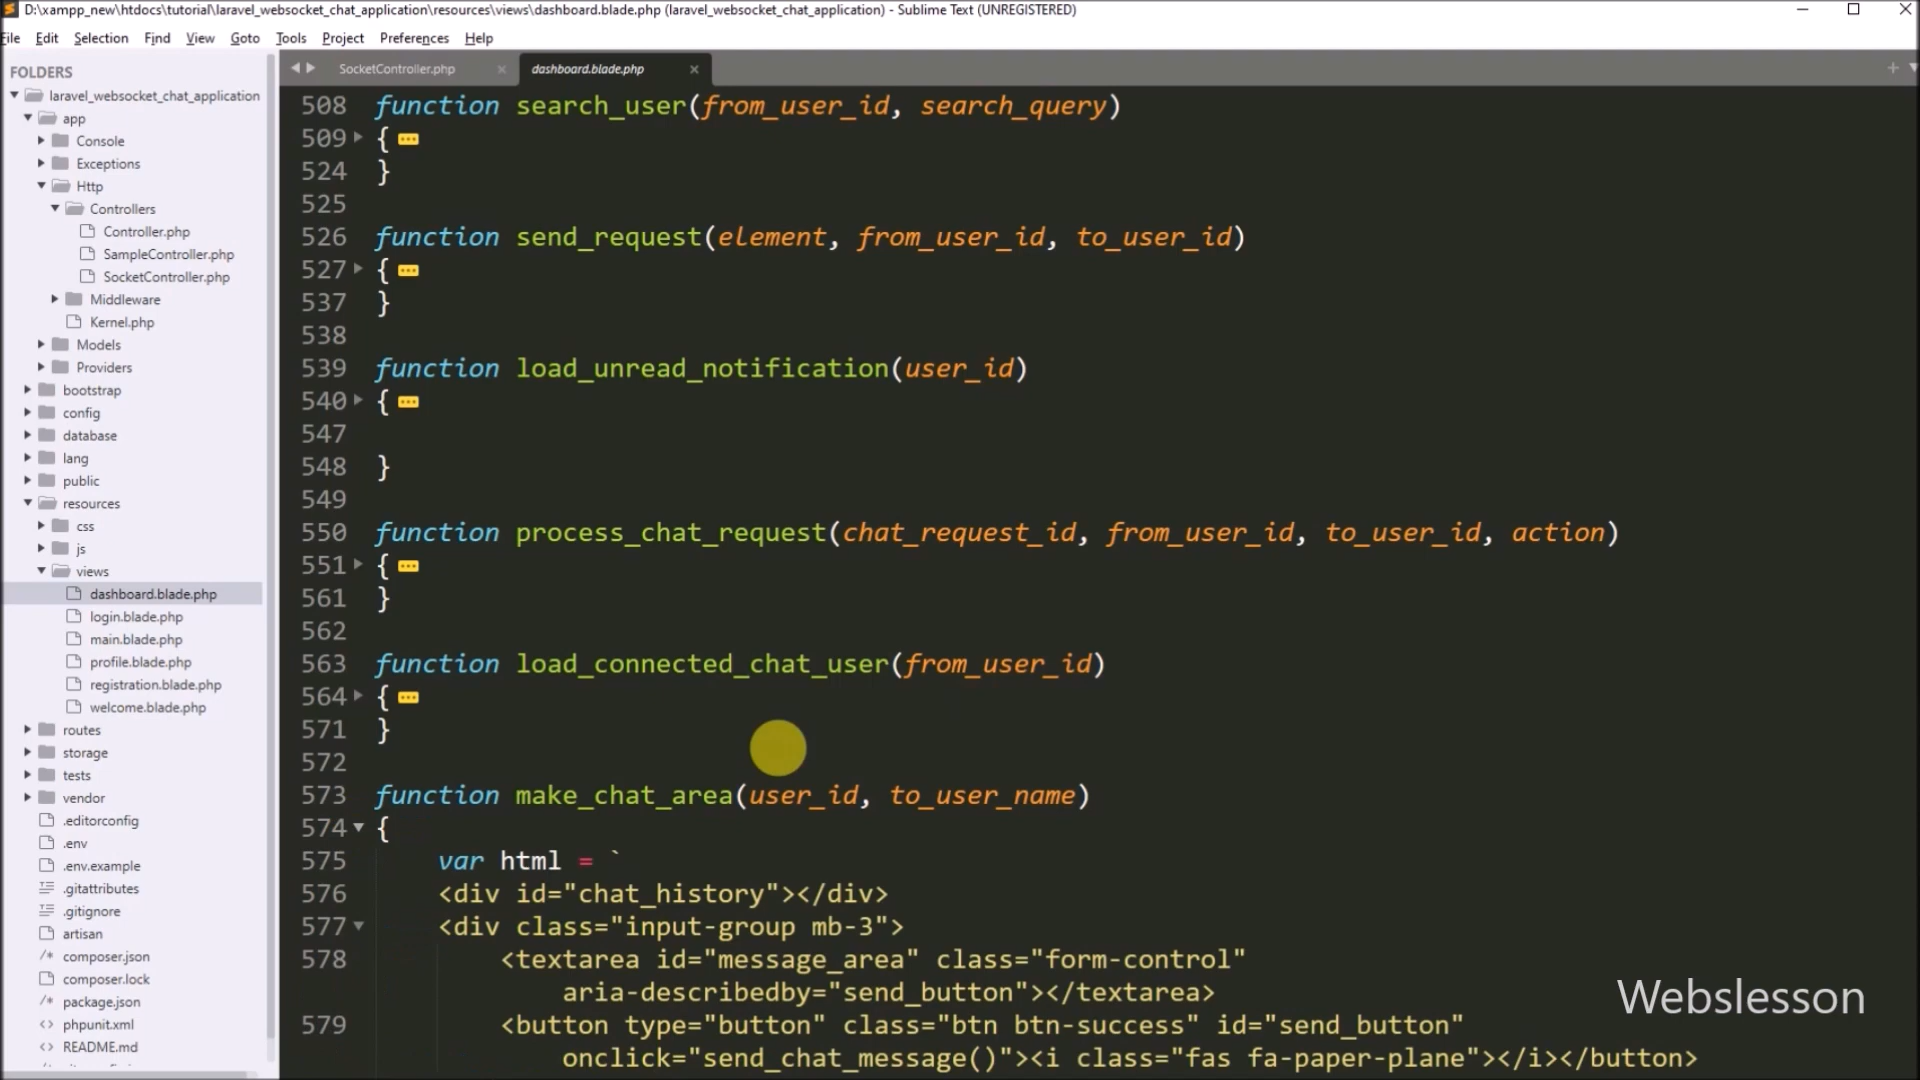 D:\xampp_new\htdocs\tutorial\laravel_websocket_chat_application\resources\views\dashboard.blade.php (laravel_websocket_chat_application) - Sublime Text (UNREGISTERED)
File Edit Selection Find View Goto Tools Project Preferences Help
FOLDERS
laravel_websocket_chat_application
app
Console
Exceptions
Http
Controllers
Controller.php
SampleController.php
SocketController.php
Middleware
Kernel.php
Models
Providers
bootstrap
config
database
lang
public
resources
css
js
views
dashboard.blade.php
login.blade.php
main.blade.php
profile.blade.php
registration.blade.php
welcome.blade.php
routes
storage
tests
vendor
.editorconfig
.env
.env.example
.gitattributes
.gitignore
artisan
composer.json
composer.lock
package.json
phpunit.xml
README.md
SocketController.php dashboard.blade.php
508 function search_user(from_user_id, search_query)
509 {
524 }
525
526 function send_request(element, from_user_id, to_user_id)
527 {
537 }
538
539 function load_unread_notification(user_id)
540 {
547
548 }
549
550 function process_chat_request(chat_request_id, from_user_id, to_user_id, action)
551 {
561 }
562
563 function load_connected_chat_user(from_user_id)
564 {
571 }
572
573 function make_chat_area(user_id, to_user_name)
574 {
575 var html = `
576 <div id="chat_history"></div>
577 <div class="input-group mb-3">
578 <textarea id="message_area" class="form-control"
aria-describedby="send_button"></textarea>
579 <button type="button" class="btn btn-success" id="send_button"
onclick="send_chat_message()"><i class="fas fa-paper-plane"></i></button>
Webslesson